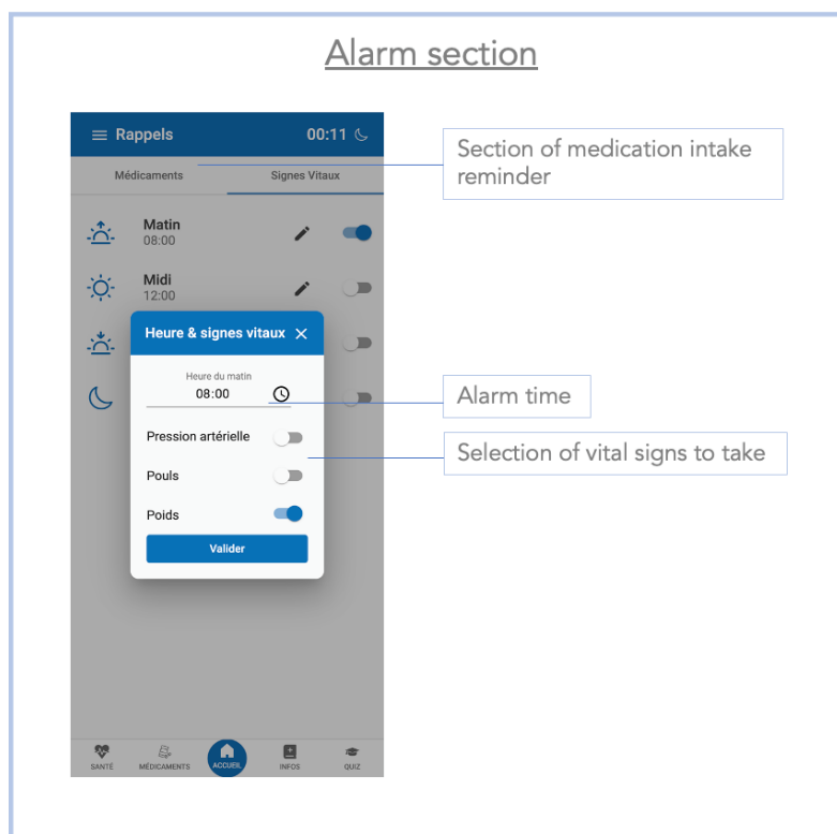 Alarm section
Rappels
00:11
Médicaments
Signes Vitaux
Section of medication intake
reminder
Matin
08:00
Midi
12:00
Heure & signes vitaux
Heure du matin
08:00
Alarm time
Pression artérielle
Selection of vital signs to take
Pouls
Poids
Valider
SANTÉ
MÉDICAMENTS
ACCUEIL
INFOS
QUIZ